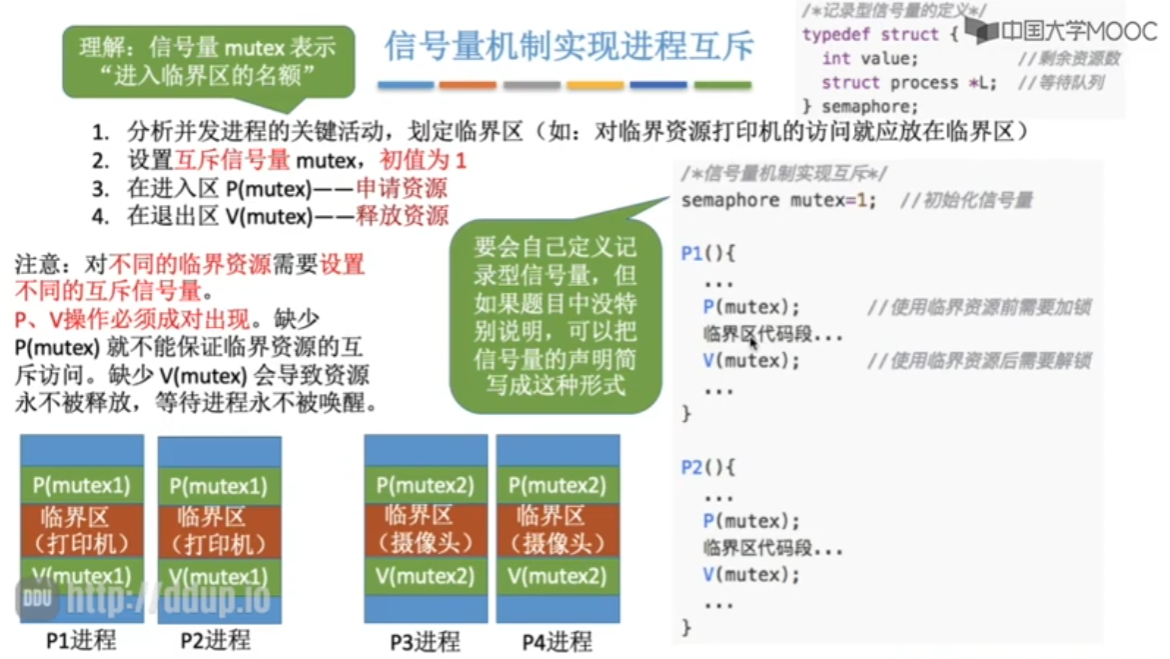 理解：信号量 mutex 表示
“进入临界区的名额”
信号量机制实现进程互斥
/*记录型信号量的定义*/
typedef struct {
int value; //剩余资源数
struct process *L; //等待队列
} semaphore;
中国大学MOOC
1. 分析并发进程的关键活动，划定临界区（如：对临界资源打印机的访问就应放在临界区）
2. 设置互斥信号量 mutex，初值为 1
3. 在进入区 P(mutex)——申请资源
4. 在退出区 V(mutex)——释放资源
注意：对不同的临界资源需要设置
不同的互斥信号量。
P、V操作必须成对出现。缺少
P(mutex) 就不能保证临界资源的互
斥访问。缺少 V(mutex) 会导致资源
永不被释放，等待进程永不被唤醒。
要会自己定义记
录型信号量，但
如果题目中没特
别说明，可以把
信号量的声明简
写成这种形式
/*信号量机制实现互斥*/
semaphore mutex=1; //初始化信号量
P1(){
...
P(mutex); //使用临界资源前需要加锁
临界区代码段...
V(mutex); //使用临界资源后需要解锁
...
}
P2(){
...
P(mutex);
临界区代码段...
V(mutex);
...
}
P(mutex1)
临界区
（打印机）
V(mutex1)
P1进程
P(mutex1)
临界区
（打印机）
V(mutex1)
P2进程
P(mutex2)
临界区
（摄像头）
V(mutex2)
P3进程
P(mutex2)
临界区
（摄像头）
V(mutex2)
P4进程
DDU http://ddup.io